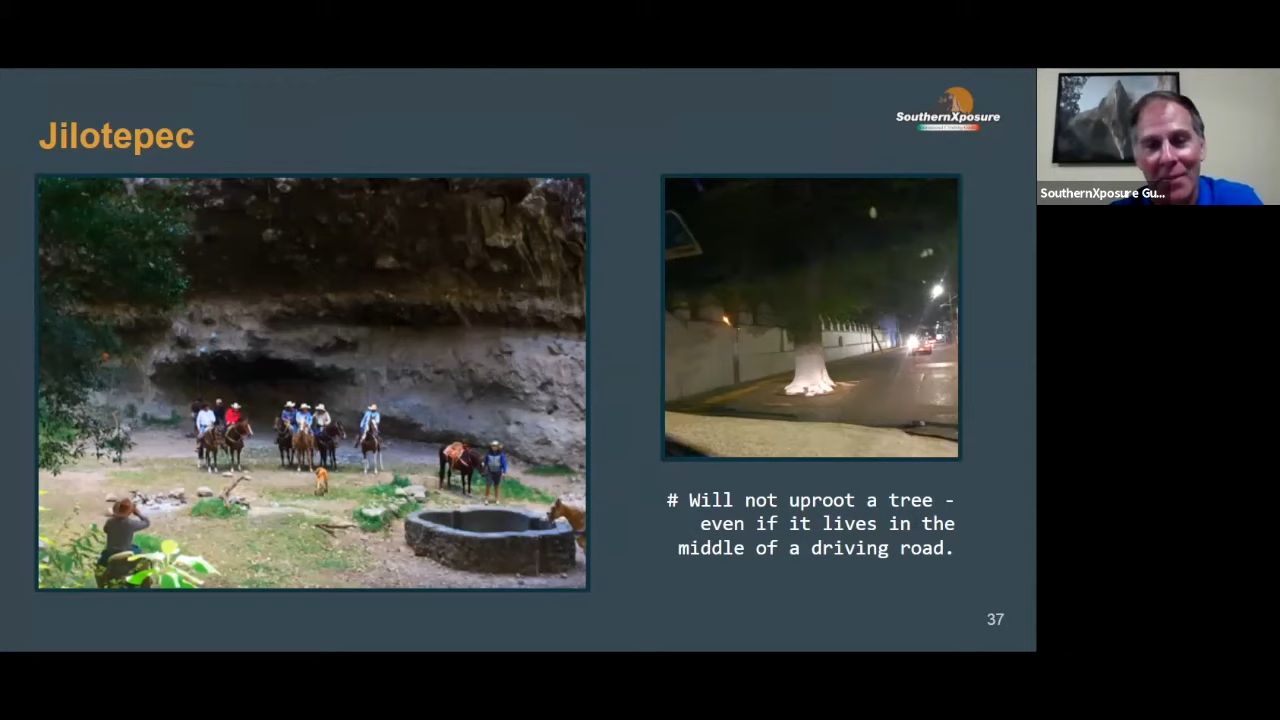 SouthernXposure
Jilotepec
SouthernXposure Gu...
# Will not uproot a tree -
even if it lives in the
middle of a driving road.
37